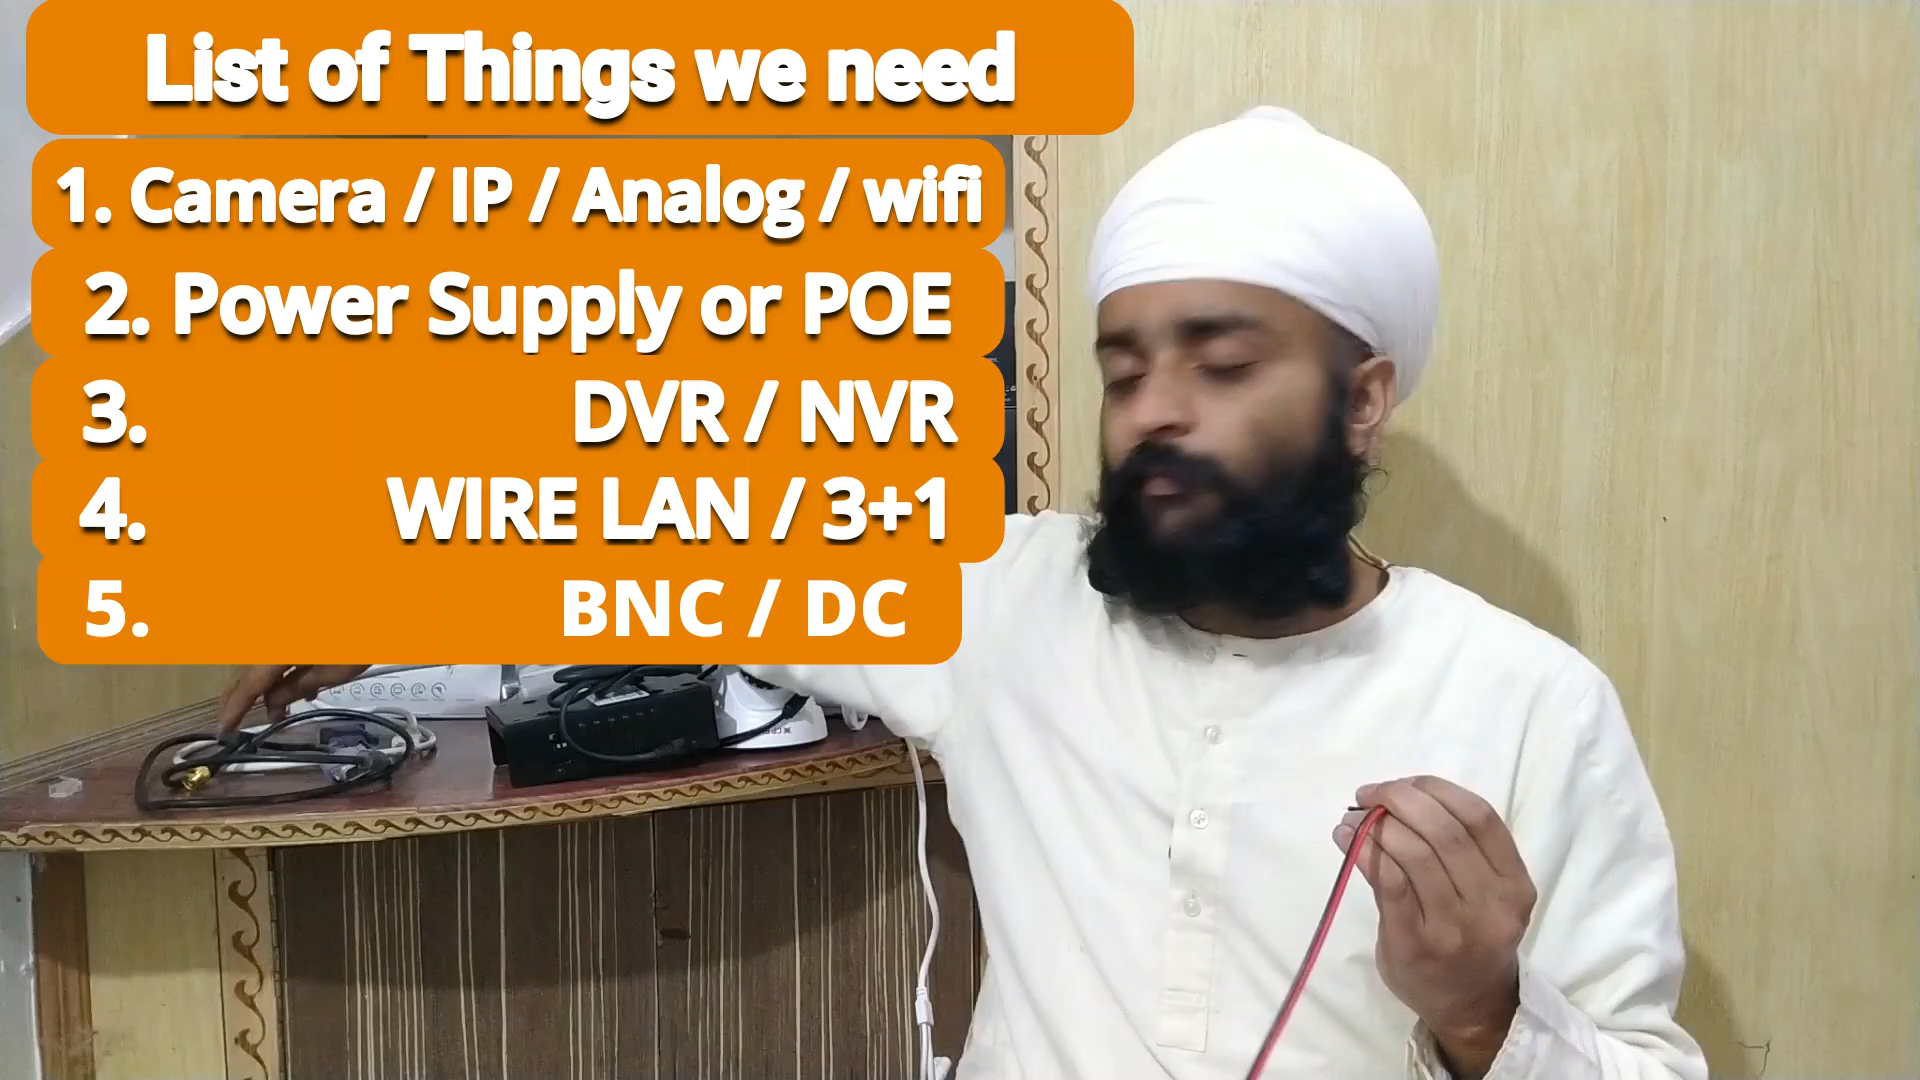 List of Things we need
1. Camera / IP / Analog / wifi
2. Power Supply or POE
3. DVR / NVR
4. WIRE LAN / 3+1
5. BNC / DC